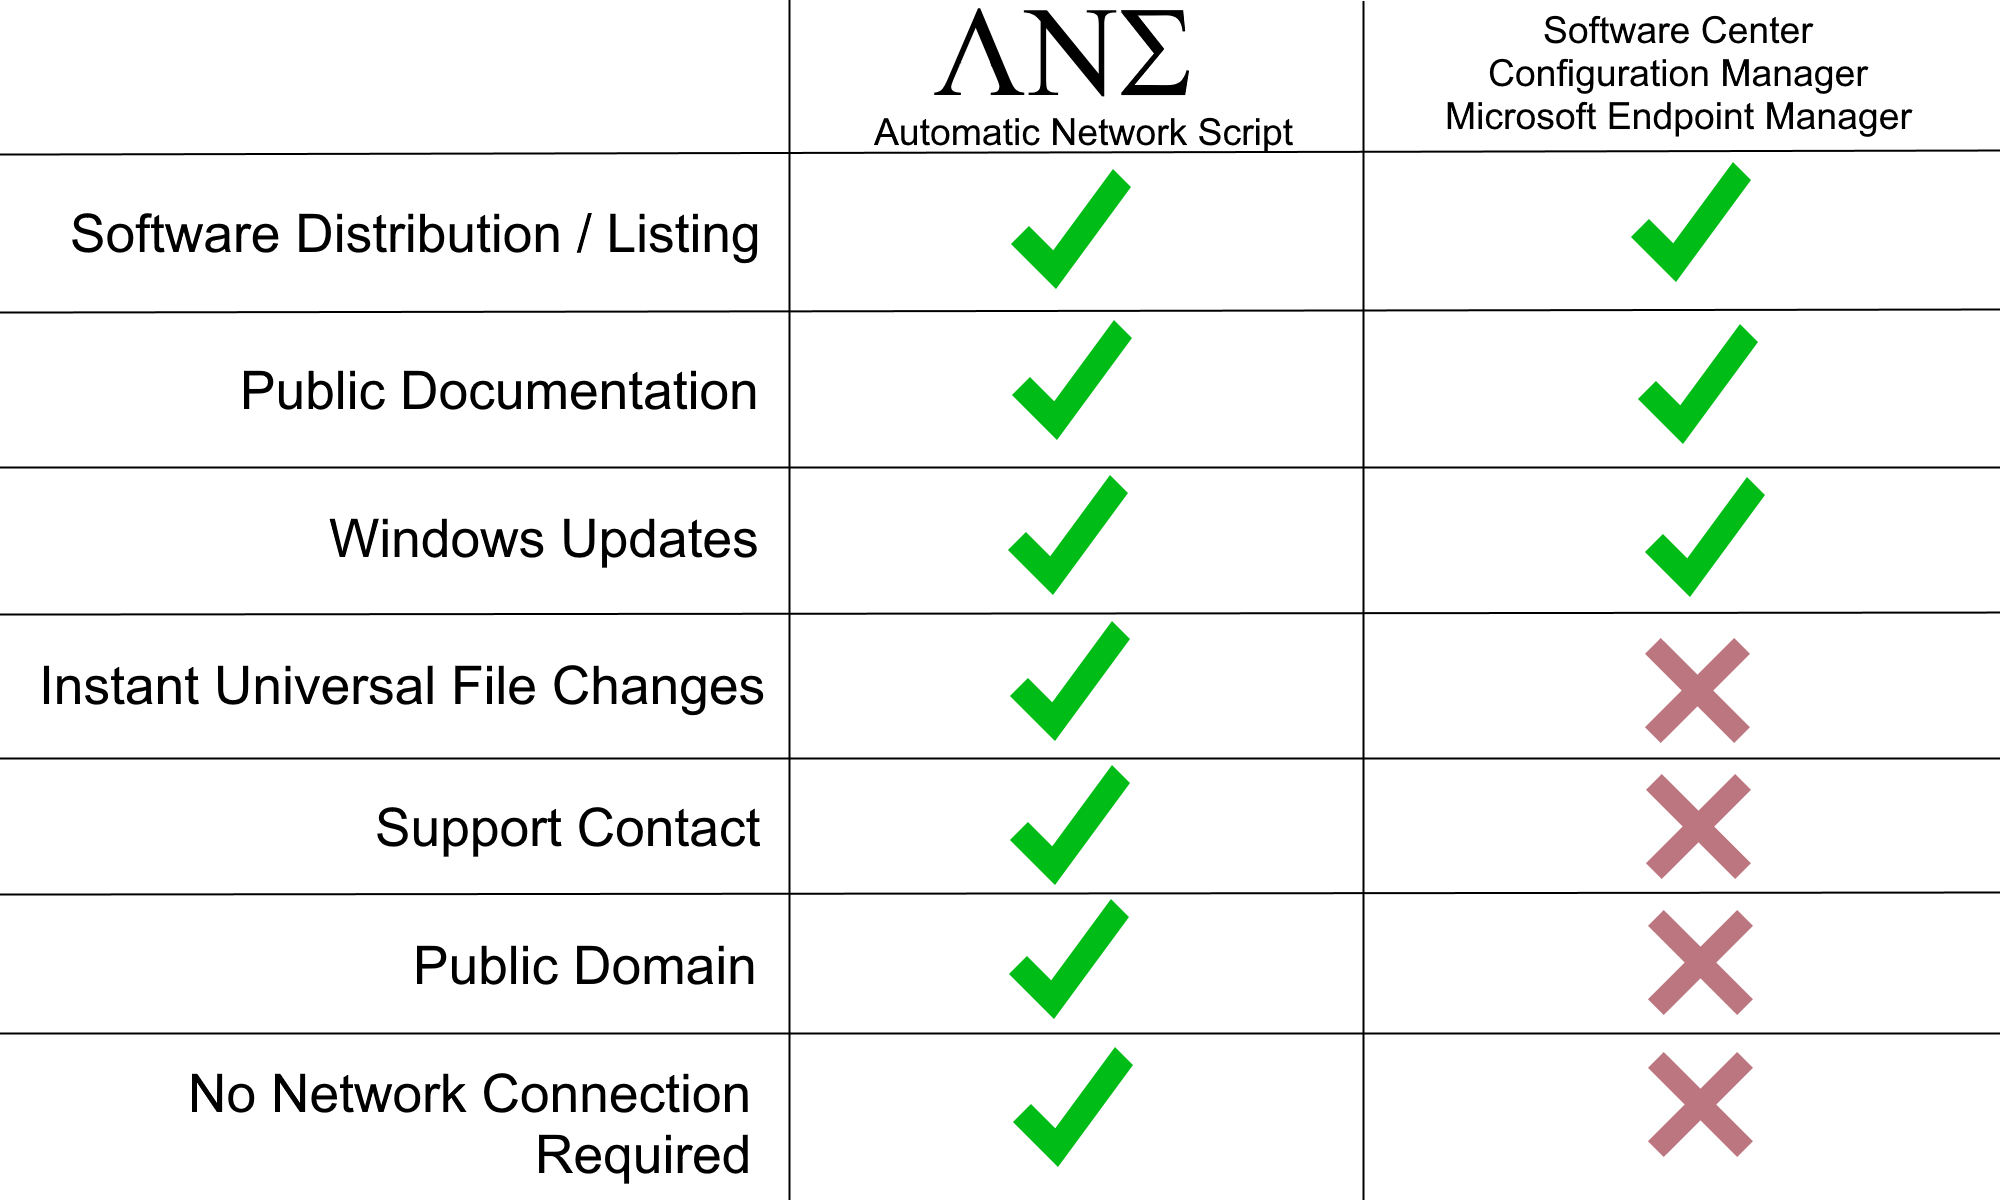 ΛNΣ
Automatic Network Script
Software Center
Configuration Manager
Microsoft Endpoint Manager
Software Distribution / Listing
Public Documentation
Windows Updates
Instant Universal File Changes
Support Contact
Public Domain
No Network Connection
Required